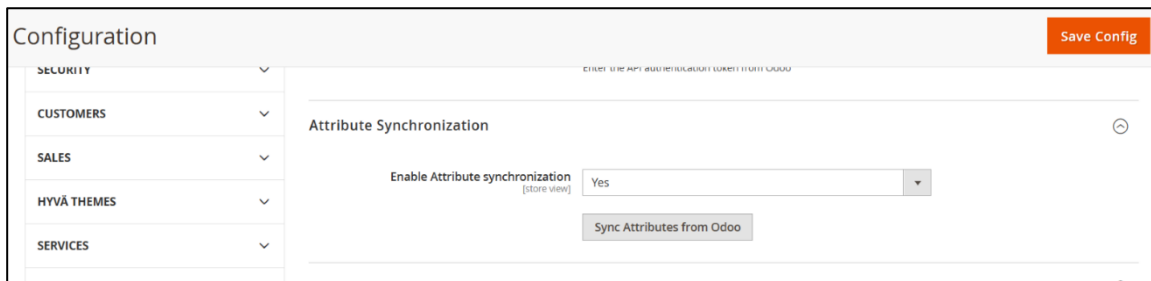 Configuration
Save Config
SECURITY
Enter the API authentication token from Odoo
CUSTOMERS
Attribute Synchronization
SALES
Enable Attribute synchronization
[store view]
Yes
HYVÄ THEMES
Sync Attributes from Odoo
SERVICES